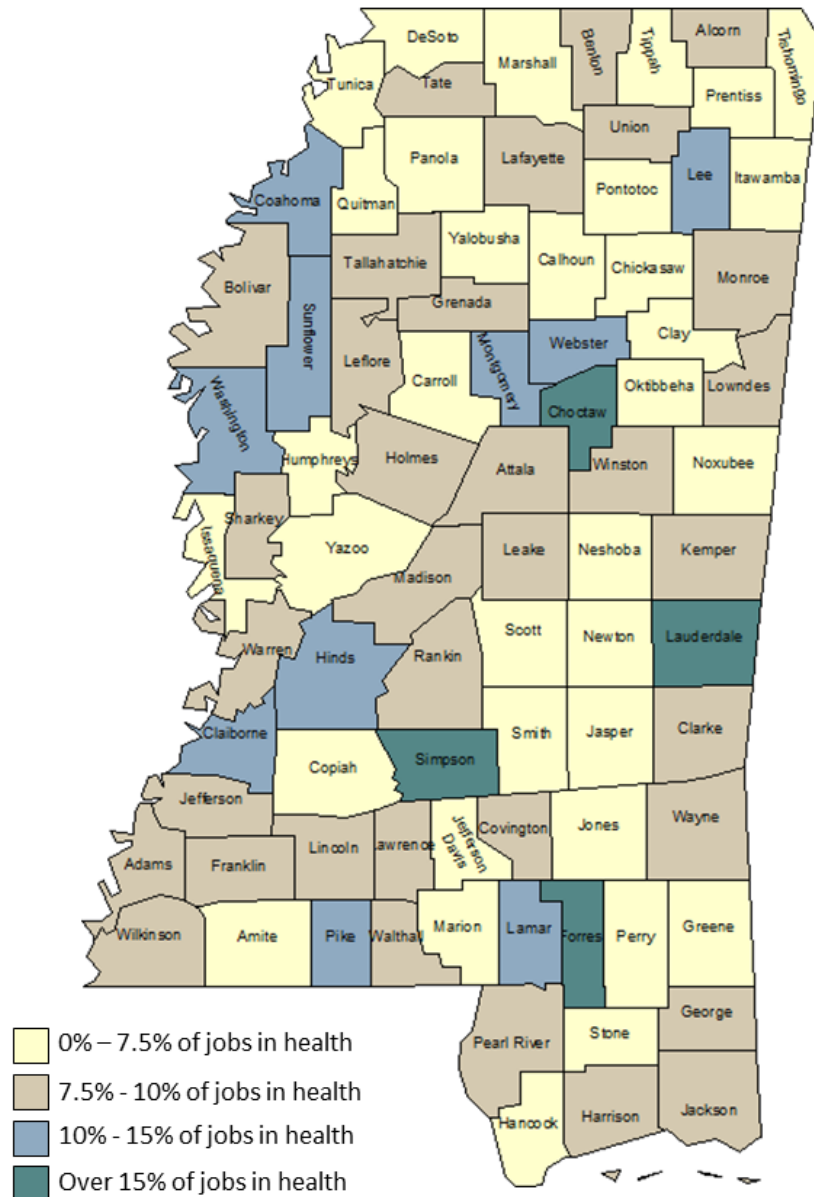 DeSoto
Marshall
Benton
Tippah
Alcorn
Tishomingo
Tunica
Tate
Prentiss
Union
Panola
Lafayette
Lee
Itawamba
Coahoma
Quitman
Pontotoc
Yalobusha
Calhoun
Chickasaw
Tallahatchie
Monroe
Bolivar
Grenada
Sunflower
Clay
Webster
Montgomery
Leflore
Carroll
Oktibbeha
Lowndes
Washington
Choctaw
Humphreys
Holmes
Attala
Winston
Noxubee
Sharkey
Issaquena
Yazoo
Leake
Neshoba
Kemper
Madison
Scott
Newton
Lauderdale
Warren
Hinds
Rankin
Claiborne
Copiah
Simpson
Smith
Jasper
Clarke
Jefferson
Lincoln
Lawrence
Jefferson
Davis
Covington
Jones
Wayne
Adams
Franklin
Wilkinson
Amite
Pike
Walthall
Marion
Lamar
Forres
Perry
Greene
Pearl River
Stone
George
Hancock
Harrison
Jackson
0% – 7.5% of jobs in health
7.5% - 10% of jobs in health
10% - 15% of jobs in health
Over 15% of jobs in health